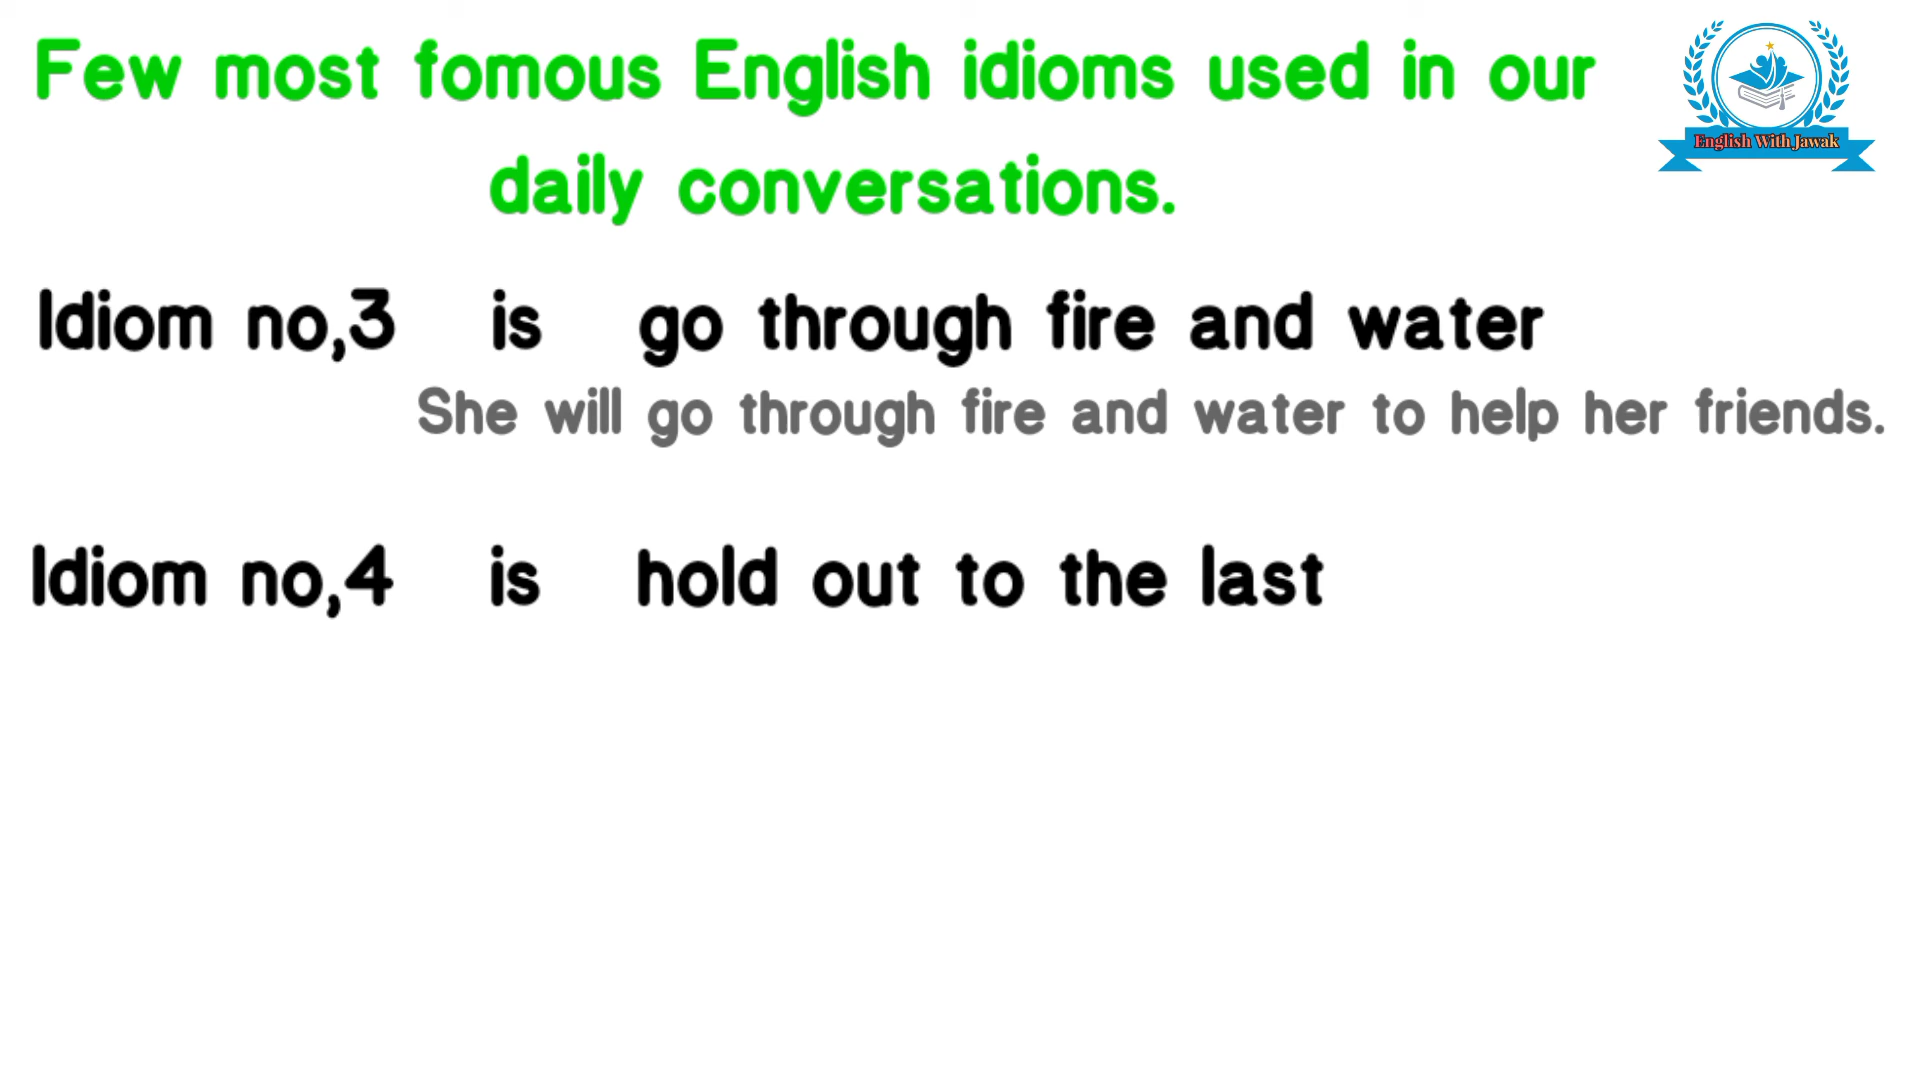 Few most fomous English idioms used in our
daily conversations.
English With Jawak
Idiom no,3 is go through fire and water
She will go through fire and water to help her friends.
Idiom no,4 is hold out to the last